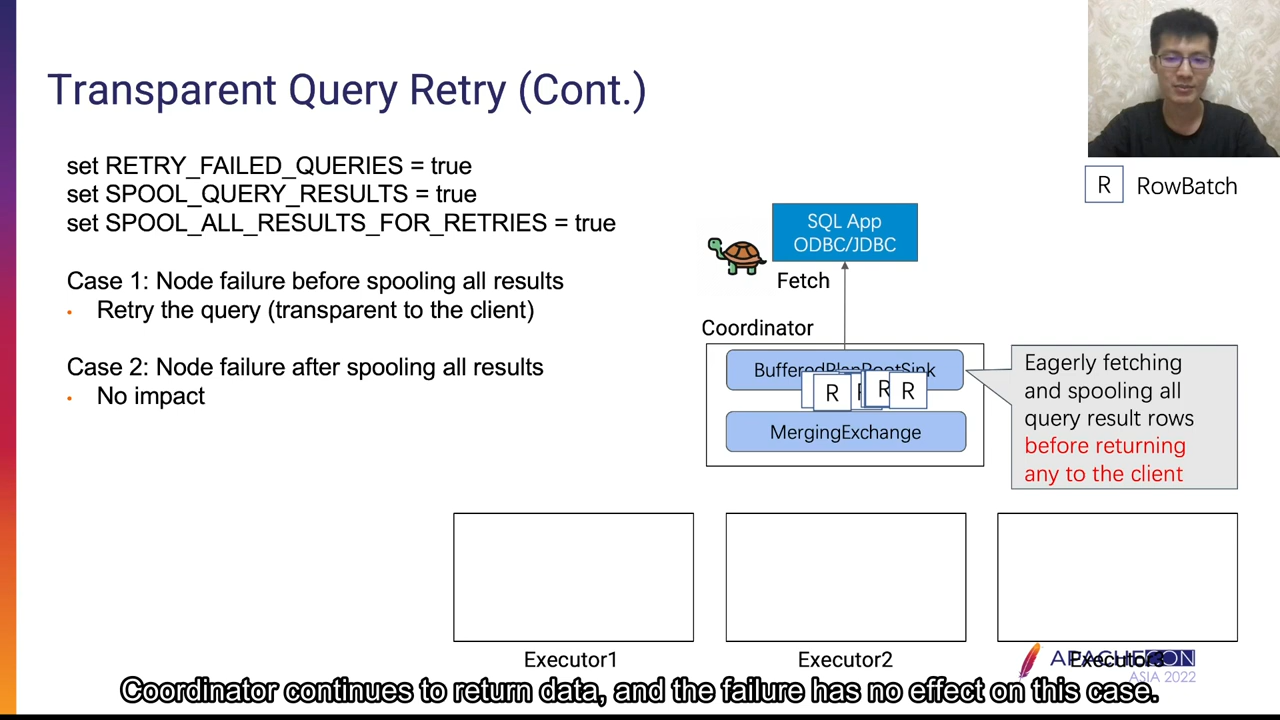 Transparent Query Retry (Cont.)
set RETRY_FAILED_QUERIES = true
set SPOOL_QUERY_RESULTS = true
set SPOOL_ALL_RESULTS_FOR_RETRIES = true
Case 1: Node failure before spooling all results
• Retry the query (transparent to the client)
Case 2: Node failure after spooling all results
• No impact
R RowBatch
SQL App
ODBC/JDBC
Fetch
Coordinator
BufferedPlanRootSink
R R R R
MergingExchange
Eagerly fetching
and spooling all
query result rows
before returning
any to the client
Executor1
Executor2
Executor3
APACHECON
ASIA 2022
Coordinator continues to return data, and the failure has no effect on this case.